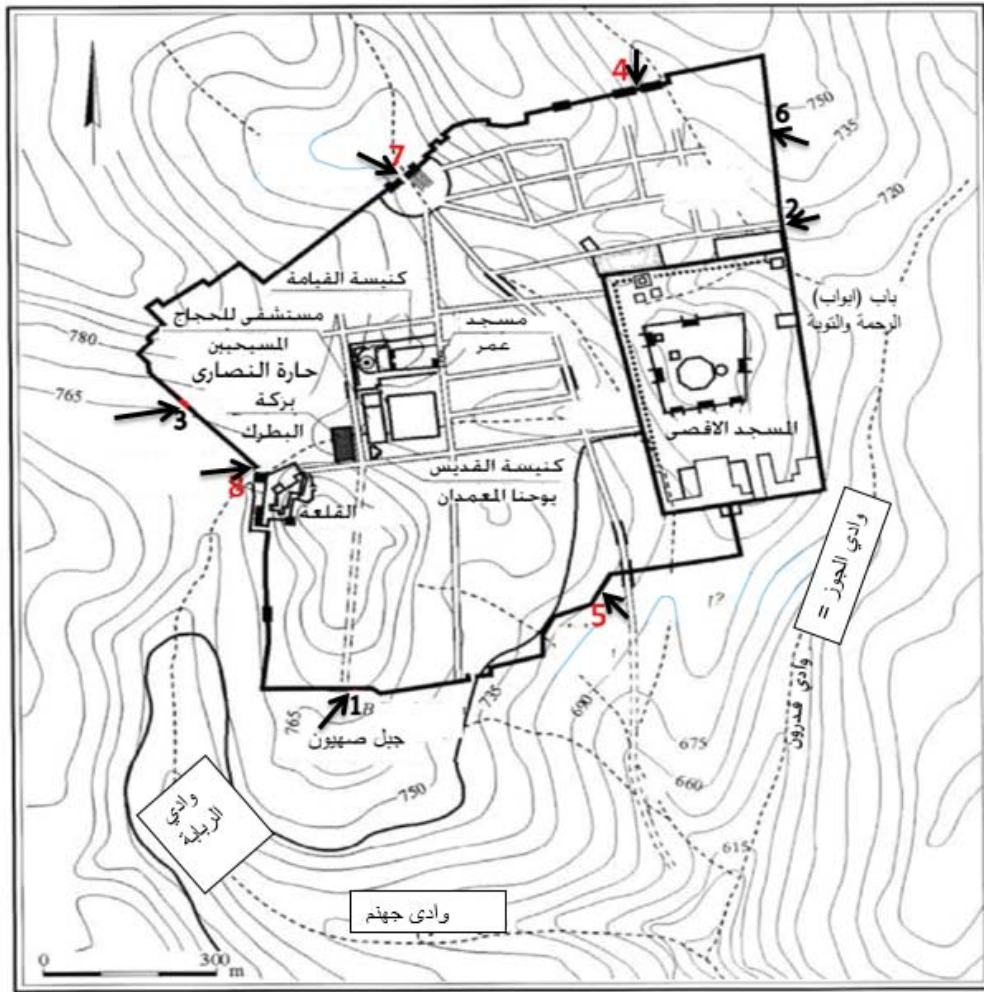 4
750
6
735
7
720
2
كنيسة القيامة
باب (ابواب)
الرحمة والتوبة
مستشفى للحجاج
المسيحيين
مسجد
عمر
780
حارة النصارى
765
3
بركة
البطرك
المسجد الاقصى
كنيسة القديس
يوحنا المعمدان
8
القلعة
وادي الجوز =
وادي قدرون
1?
5
735
690
1B
765
جبل صهيون
675
750
660
وادي
الربابة
615
وادى جهنم
0 300
m